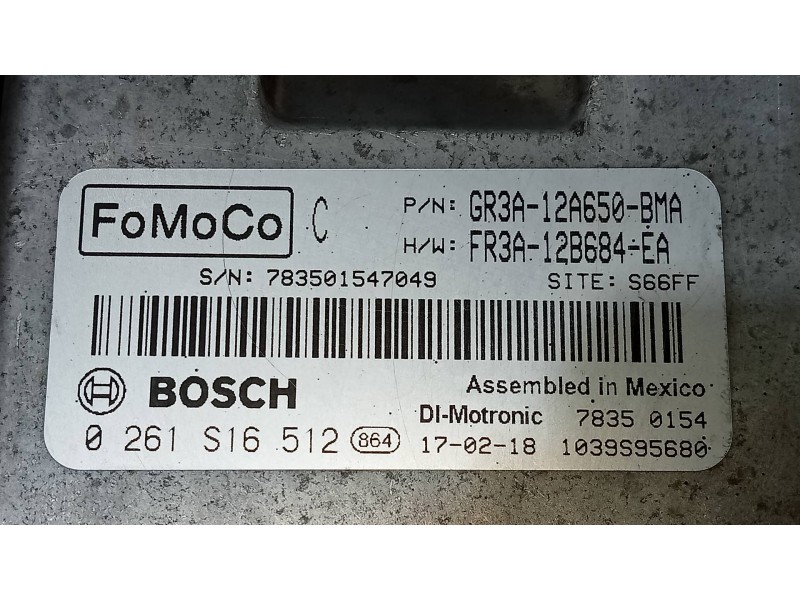 FoMoCo C P/N: GR3A-12A650-BMA
H/W: FR3A-12B684-EA
S/N: 783501547049 SITE: S66FF
BOSCH Assembled in Mexico
DI-Motronic 7835 0154
0 261 S16 512 864 17-02-18 1039S95680